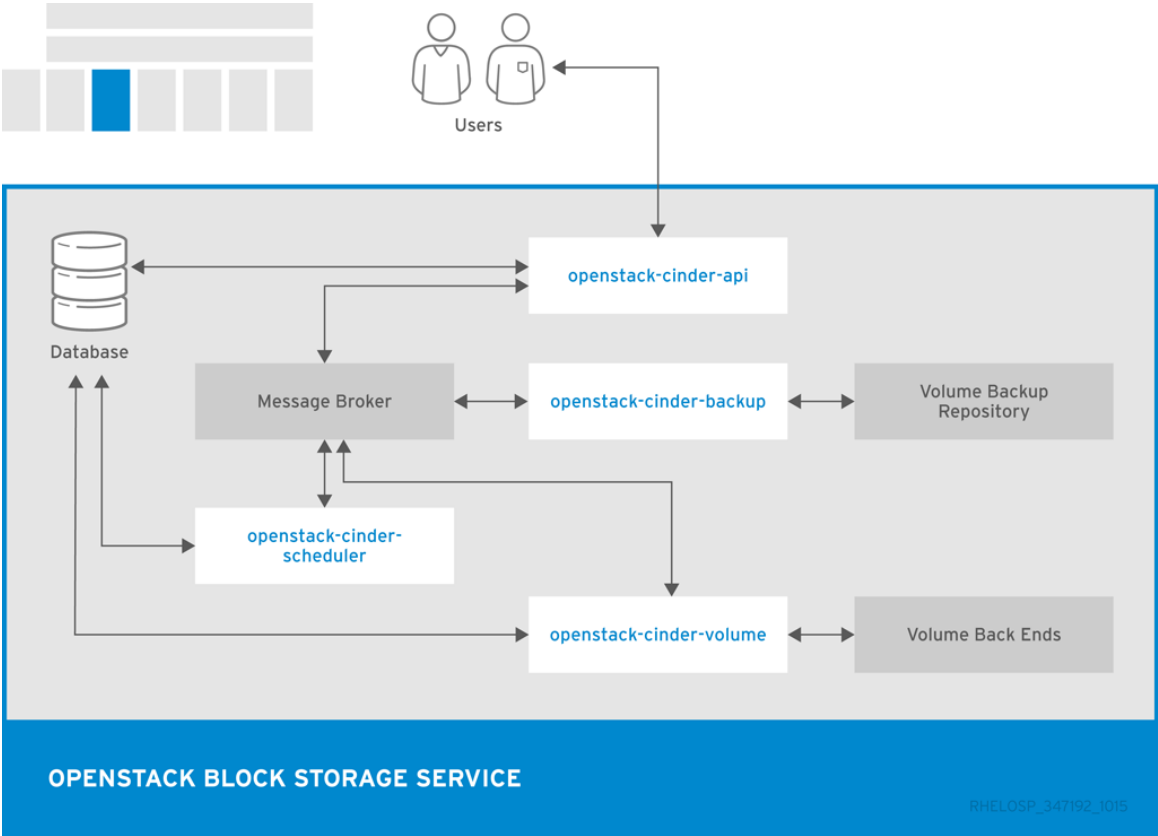 Users
openstack-cinder-api
Database
Message Broker
openstack-cinder-backup
Volume Backup
Repository
openstack-cinder-
scheduler
openstack-cinder-volume
Volume Back Ends
OPENSTACK BLOCK STORAGE SERVICE
RHELOSP_347192_1015